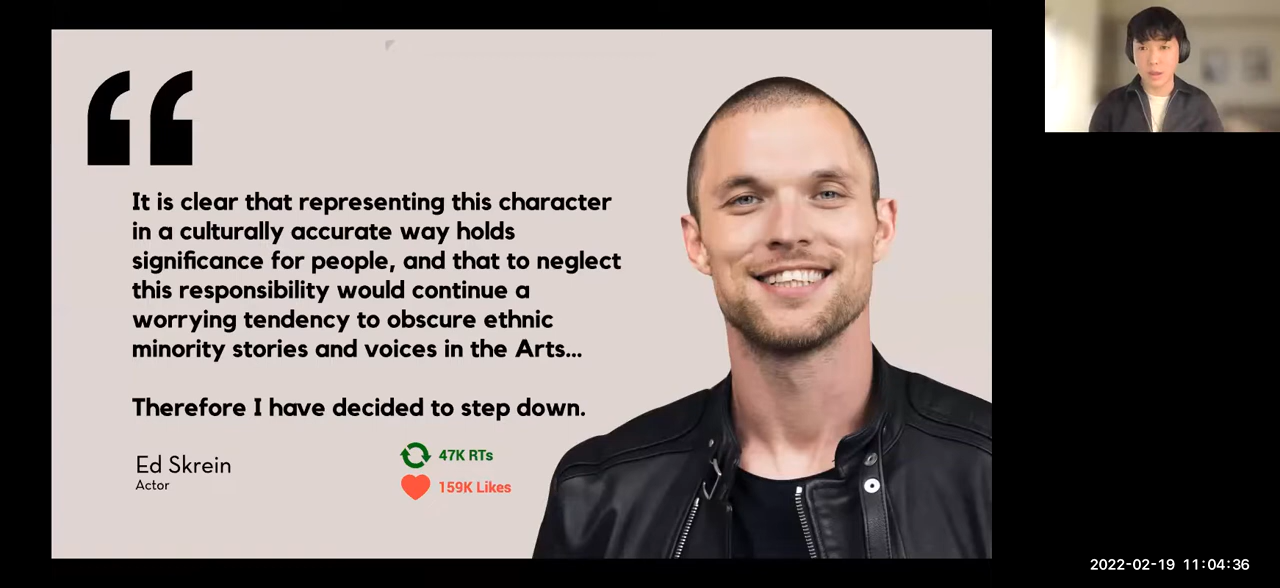 It is clear that representing this character
in a culturally accurate way holds
significance for people, and that to neglect
this responsibility would continue a
worrying tendency to obscure ethnic
minority stories and voices in the Arts...
Therefore I have decided to step down.
Ed Skrein
Actor
47K RTs
159K Likes
2022-02-19 11:04:36